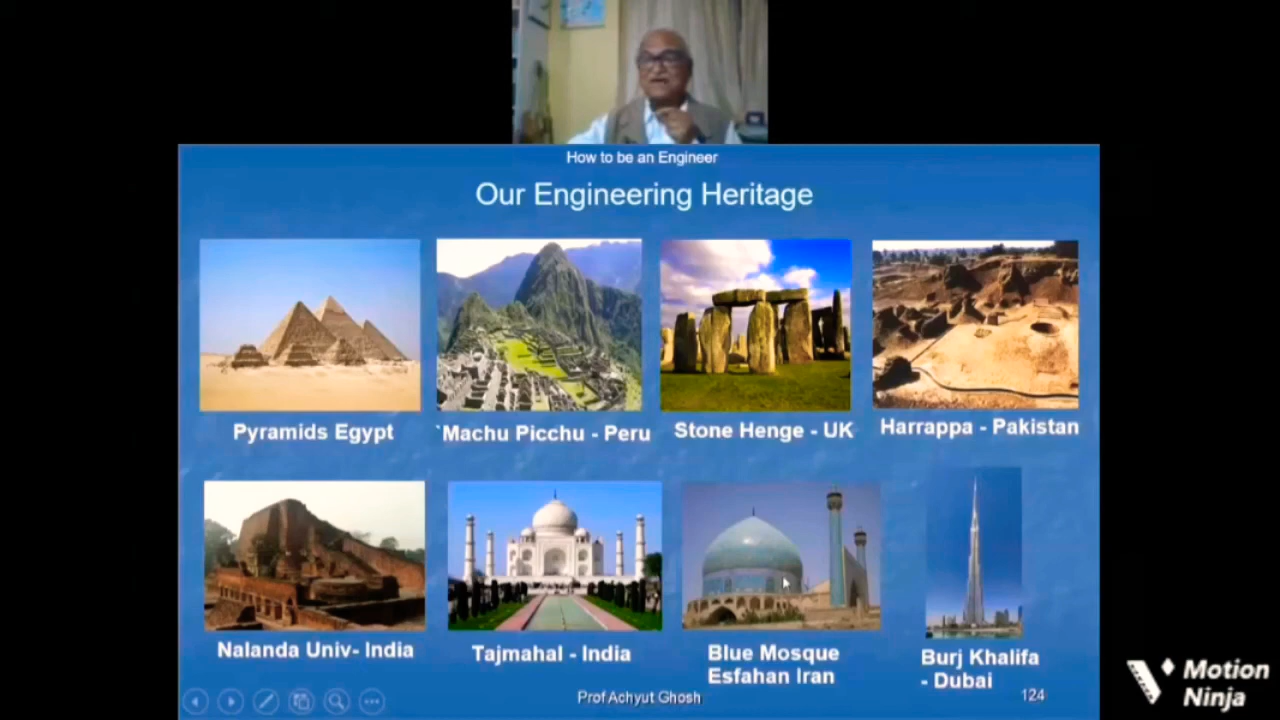 How to be an Engineer
Our Engineering Heritage
Pyramids Egypt
`Machu Picchu - Peru
Stone Henge - UK
Harrappa - Pakistan
Nalanda Univ- India
Tajmahal - India
Blue Mosque
Esfahan Iran
Burj Khalifa
- Dubai
Prof Achyut Ghosh
124
Motion
Ninja